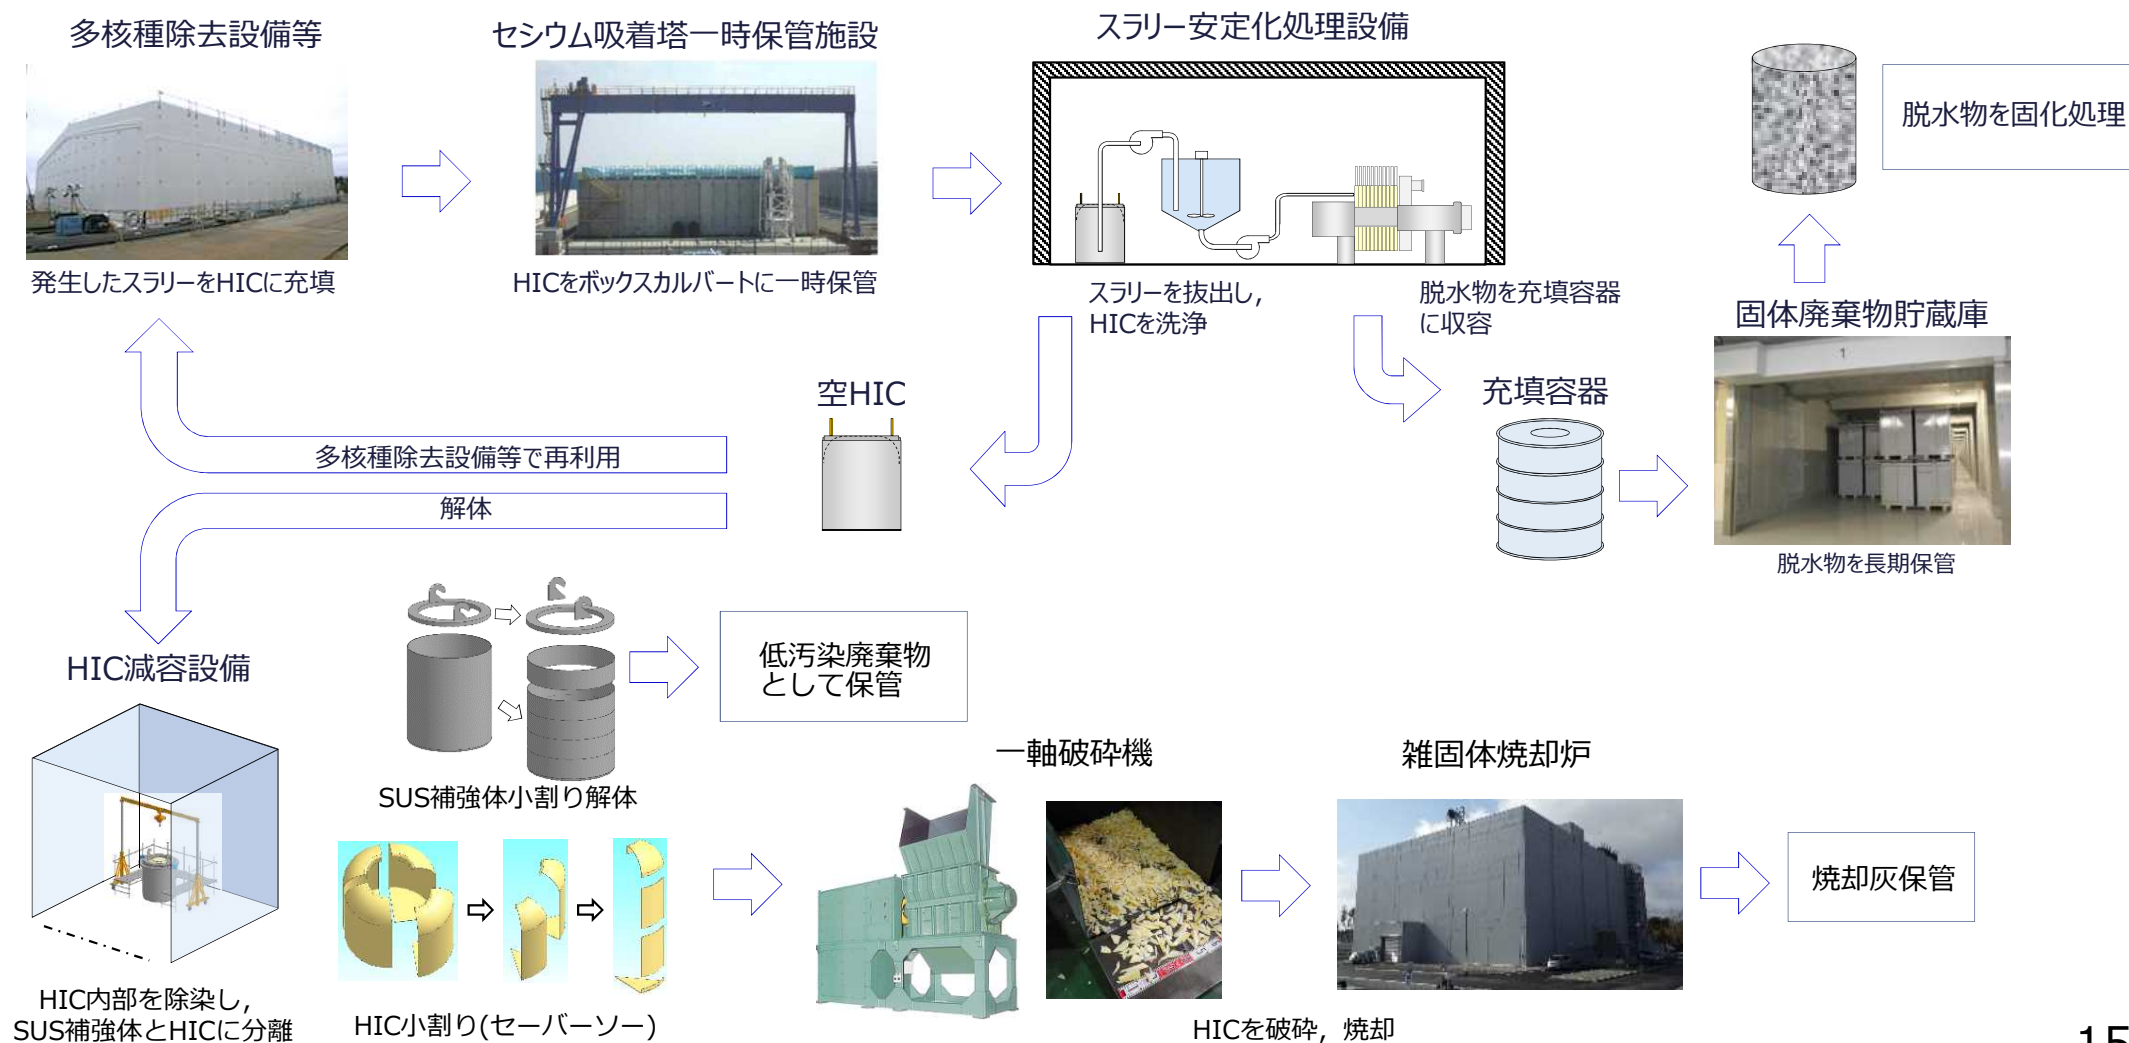 多核種除去設備等
セシウム吸着塔一時保管施設
スラリー安定化処理設備
脱水物を固化処理
発生したスラリーをHICに充填
HICをボックスカルバートに一時保管
スラリーを抜出し,
HICを洗浄
脱水物を充填容器
に収容
固体廃棄物貯蔵庫
1
空HIC
充填容器
多核種除去設備等で再利用
解体
脱水物を長期保管
HIC減容設備
低汚染廃棄物
として保管
SUS補強体小割り解体
一軸破砕機
雑固体焼却炉
焼却灰保管
HIC内部を除染し,
SUS補強体とHICに分離
HIC小割り(セーバーソー)
HICを破砕, 焼却
15